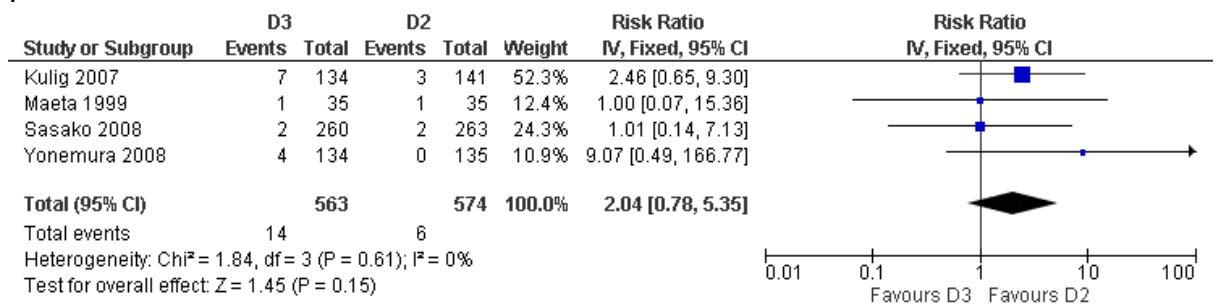 D3 D2 Risk Ratio Risk Ratio
Study or Subgroup Events Total Events Total Weight IV, Fixed, 95% CI IV, Fixed, 95% CI
Kulig 2007 7 134 3 141 52.3% 2.46 [0.65, 9.30]
Maeta 1999 1 35 1 35 12.4% 1.00 [0.07, 15.36]
Sasako 2008 2 260 2 263 24.3% 1.01 [0.14, 7.13]
Yonemura 2008 4 134 0 135 10.9% 9.07 [0.49, 166.77]
Total (95% CI) 563 574 100.0% 2.04 [0.78, 5.35]
Total events 14 6
Heterogeneity: Chi² = 1.84, df = 3 (P = 0.61); I² = 0%
Test for overall effect: Z = 1.45 (P = 0.15)
0.01 0.1 1 10 100
Favours D3 Favours D2